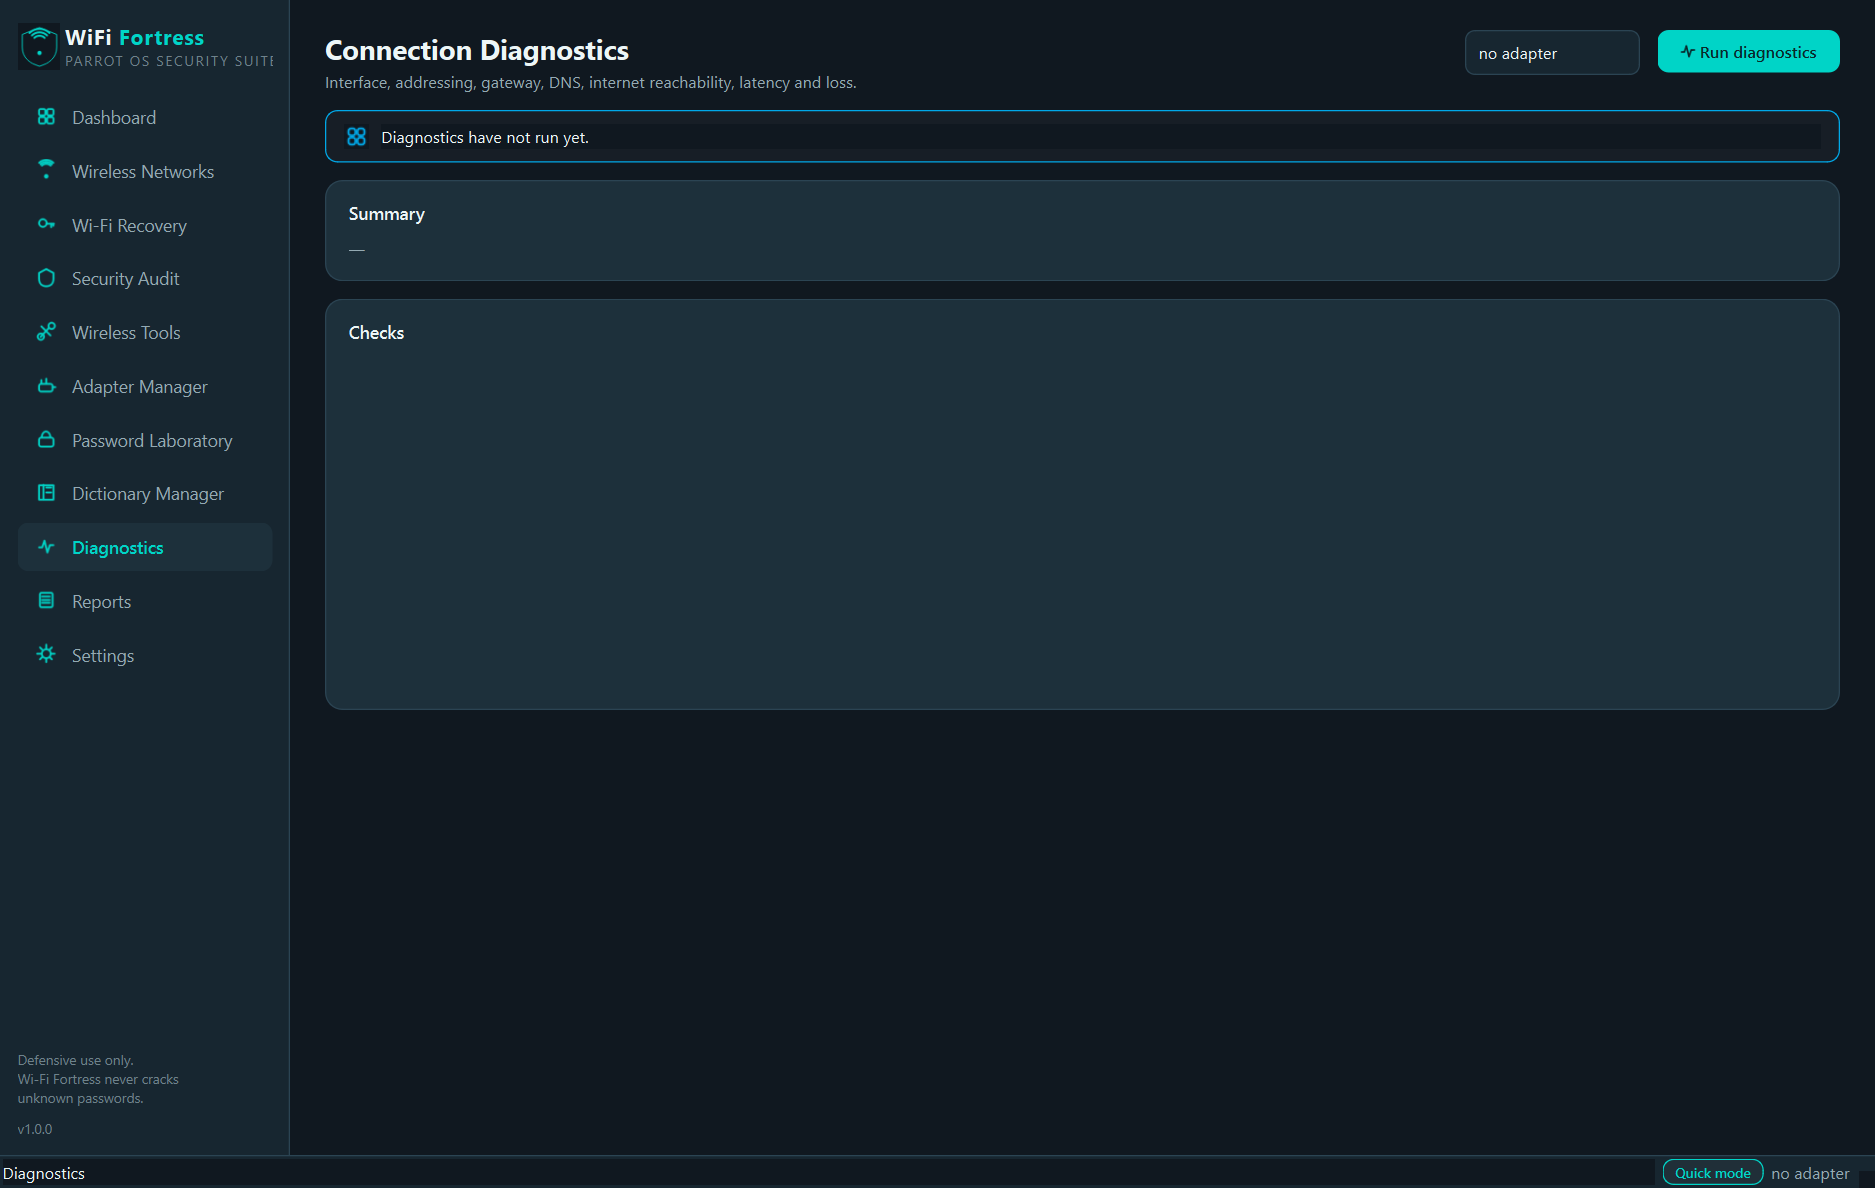 WiFi Fortress
PARROT OS SECURITY SUITE
Dashboard
Wireless Networks
Wi-Fi Recovery
Security Audit
Wireless Tools
Adapter Manager
Password Laboratory
Dictionary Manager
Diagnostics
Reports
Settings
Defensive use only.
Wi-Fi Fortress never cracks
unknown passwords.
v1.0.0
Connection Diagnostics
Interface, addressing, gateway, DNS, internet reachability, latency and loss.
no adapter
Run diagnostics
Diagnostics have not run yet.
Summary
—
Checks
Diagnostics
Quick mode
no adapter